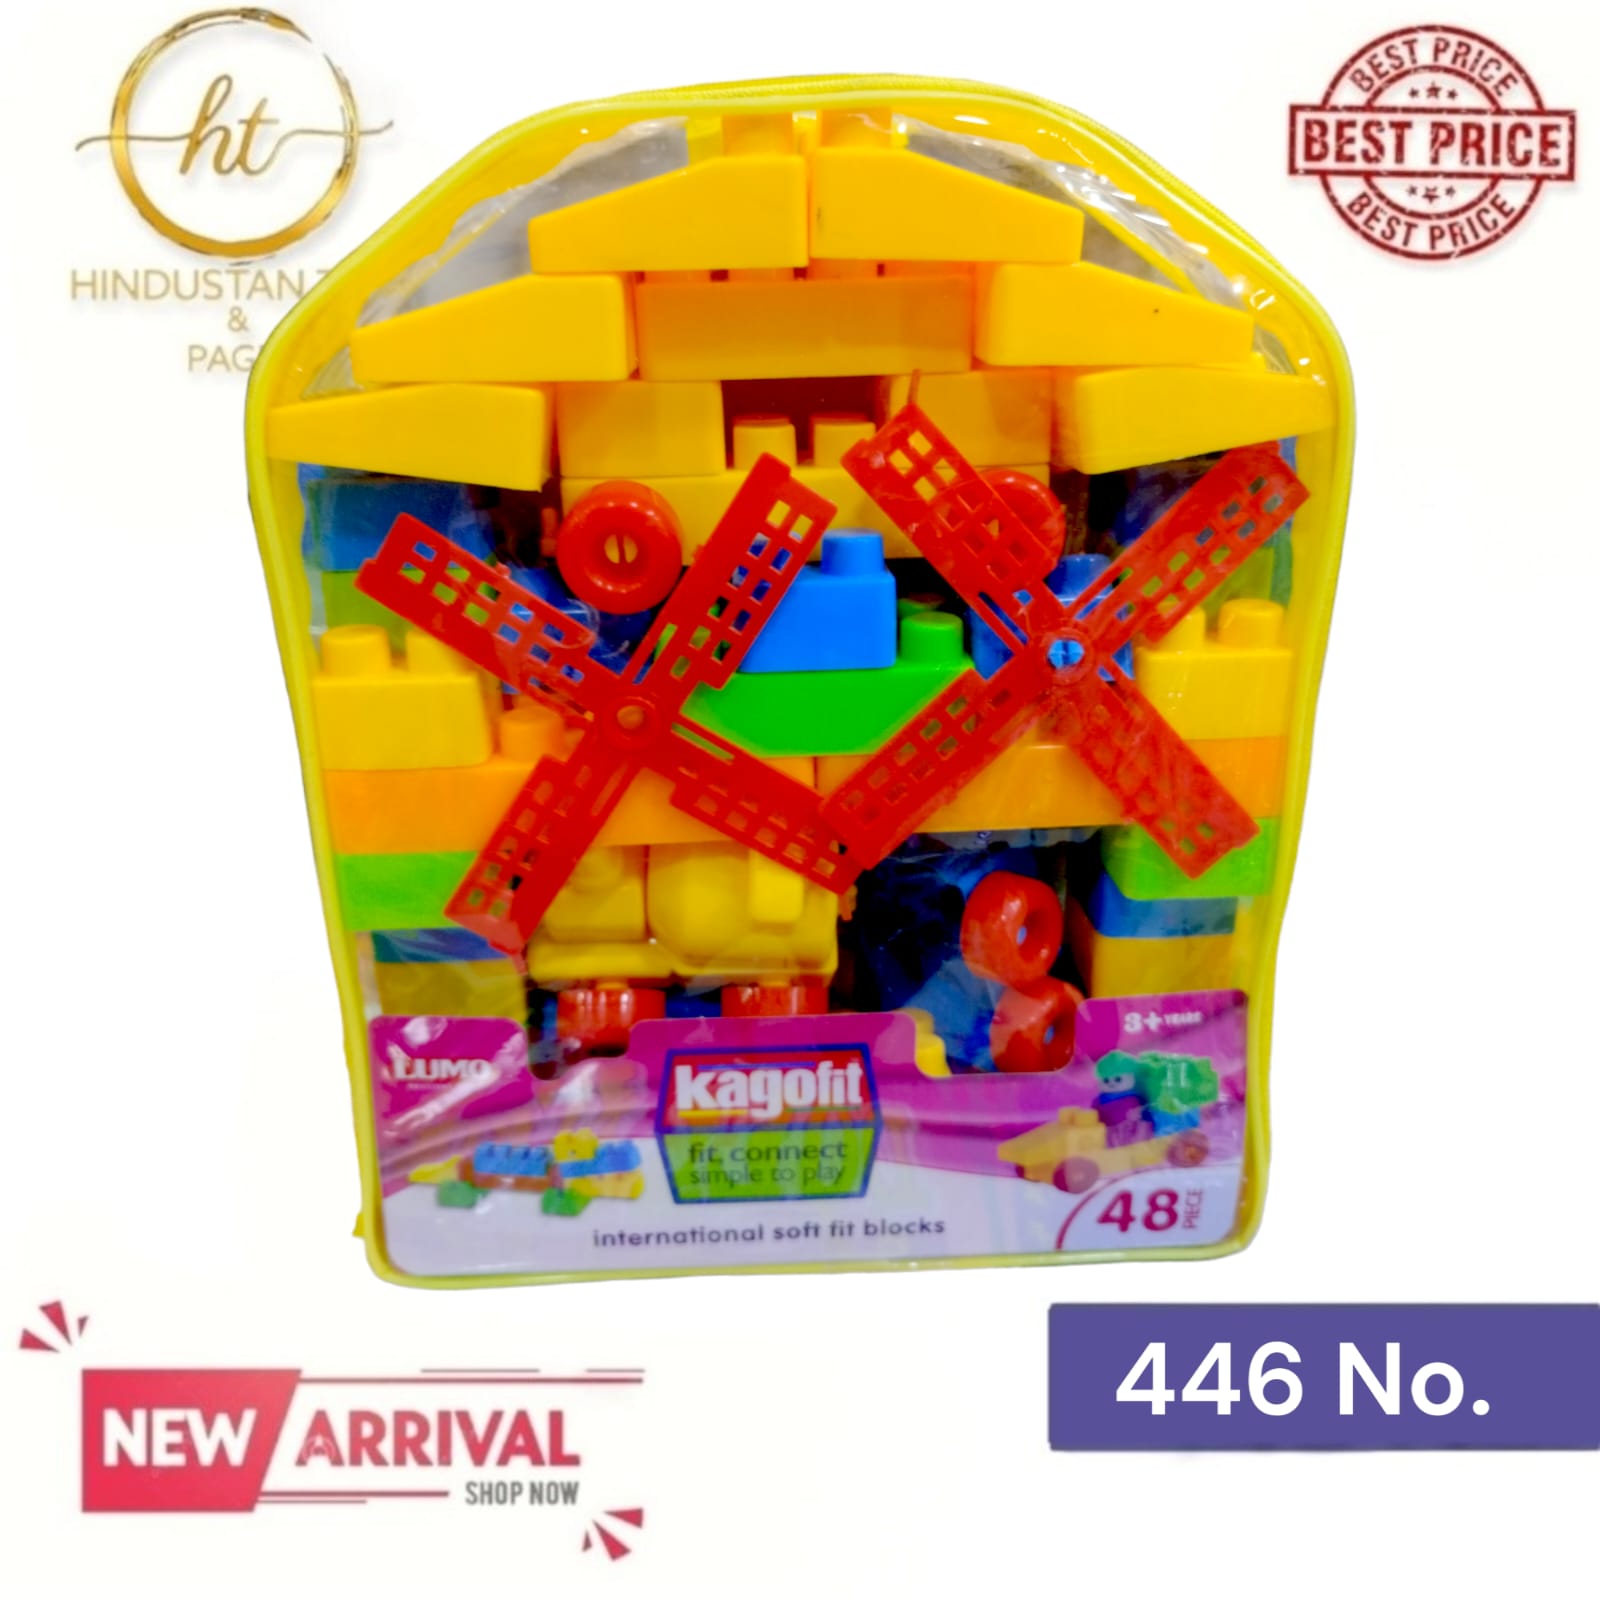 ht
HINDUSTAN
&
BEST PRICE
BEST PRICE
BEST PRICE
LUMO
3+ YEARS
kagofit
fit, connect
simple to play
48 PIECE
international soft fit blocks
NEW ARRIVAL
SHOP NOW
446 No.